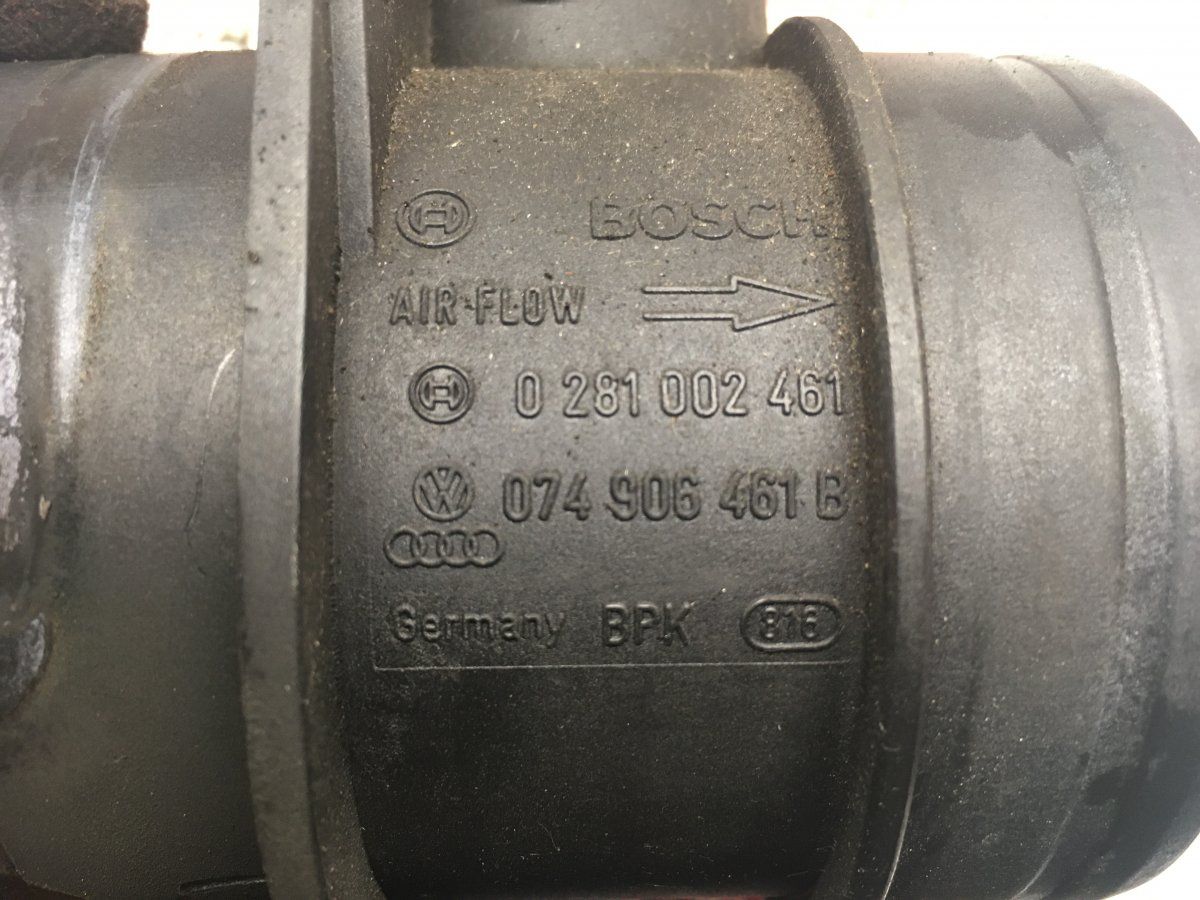 BOSCH
AIR-FLOW
0 281 002 461
074 906 461 B
Germany BPK 816